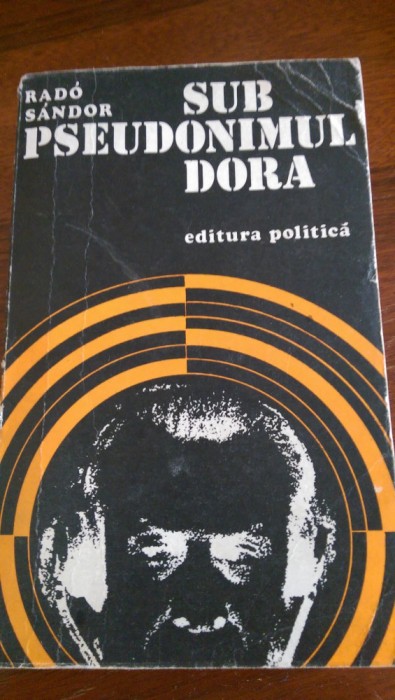 RADÓ
SÁNDOR
SUB
PSEUDONIMUL
DORA
editura politică